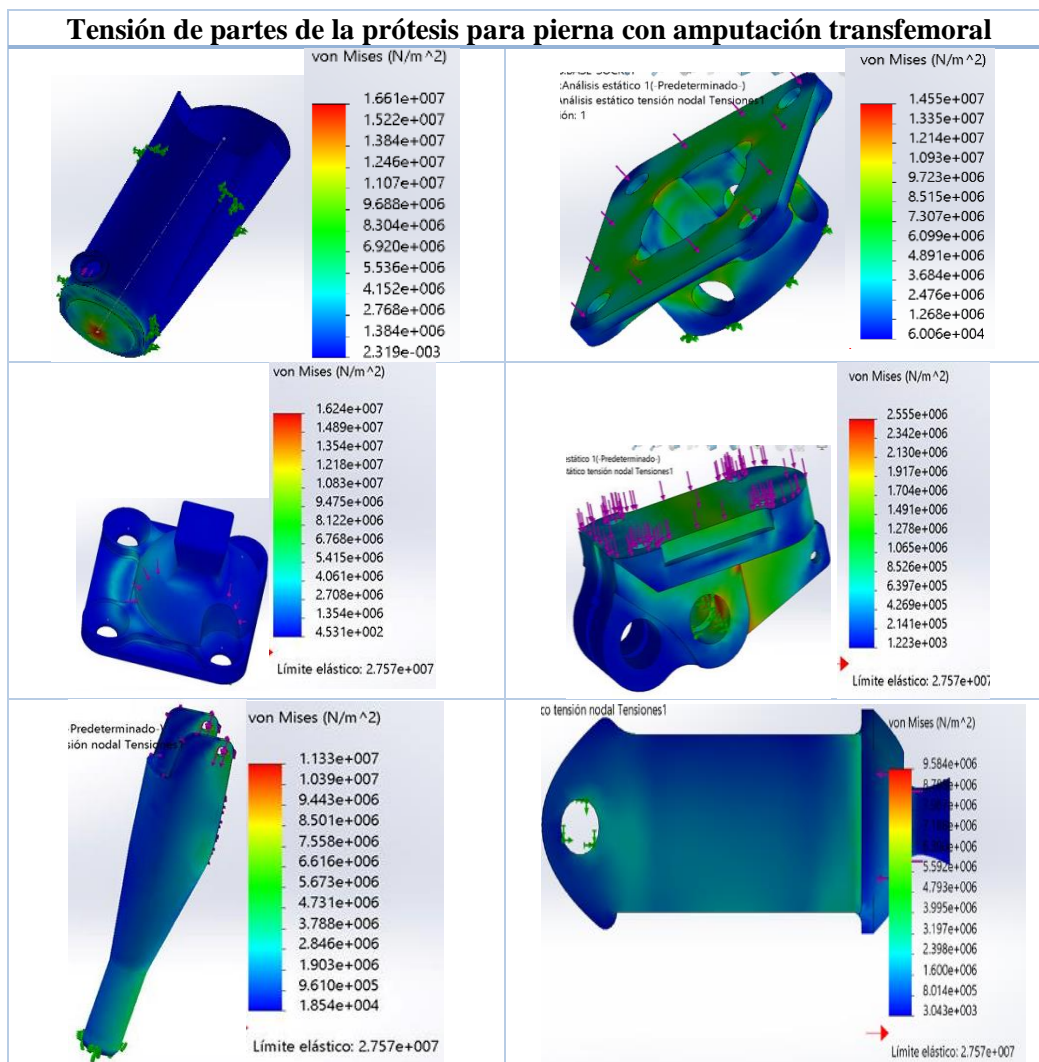 Tensión de partes de la prótesis para pierna con amputación transfemoral
von Mises (N/m^2)
1.661e+007
1.522e+007
1.384e+007
1.246e+007
1.107e+007
9.688e+006
8.304e+006
6.920e+006
5.536e+006
4.152e+006
2.768e+006
1.384e+006
2.319e-003
:Análisis estático 1(-Predeterminado-)
Análisis estático tensión nodal Tensiones1
ión: 1
von Mises (N/m^2)
1.455e+007
1.335e+007
1.214e+007
1.093e+007
9.723e+006
8.515e+006
7.307e+006
6.099e+006
4.891e+006
3.684e+006
2.476e+006
1.268e+006
6.006e+004
von Mises (N/m^2)
1.624e+007
1.489e+007
1.354e+007
1.218e+007
1.083e+007
9.475e+006
8.122e+006
6.768e+006
5.415e+006
4.061e+006
2.708e+006
1.354e+006
4.531e+002
Límite elástico: 2.757e+007
estático 1(-Predeterminado-)
tático tensión nodal Tensiones1
von Mises (N/m^2)
2.555e+006
2.342e+006
2.130e+006
1.917e+006
1.704e+006
1.491e+006
1.278e+006
1.065e+006
8.526e+005
6.397e+005
4.269e+005
2.141e+005
1.223e+003
Límite elástico: 2.757e+007
-Predeterminado-)
sión nodal Tensiones1
von Mises (N/m^2)
1.133e+007
1.039e+007
9.443e+006
8.501e+006
7.558e+006
6.616e+006
5.673e+006
4.731e+006
3.788e+006
2.846e+006
1.903e+006
9.610e+005
1.854e+004
Límite elástico: 2.757e+007
co tensión nodal Tensiones1
von Mises (N/m^2)
9.584e+006
5.592e+006
4.793e+006
3.995e+006
3.197e+006
2.398e+006
1.600e+006
8.014e+005
3.043e+003
Límite elástico: 2.757e+007